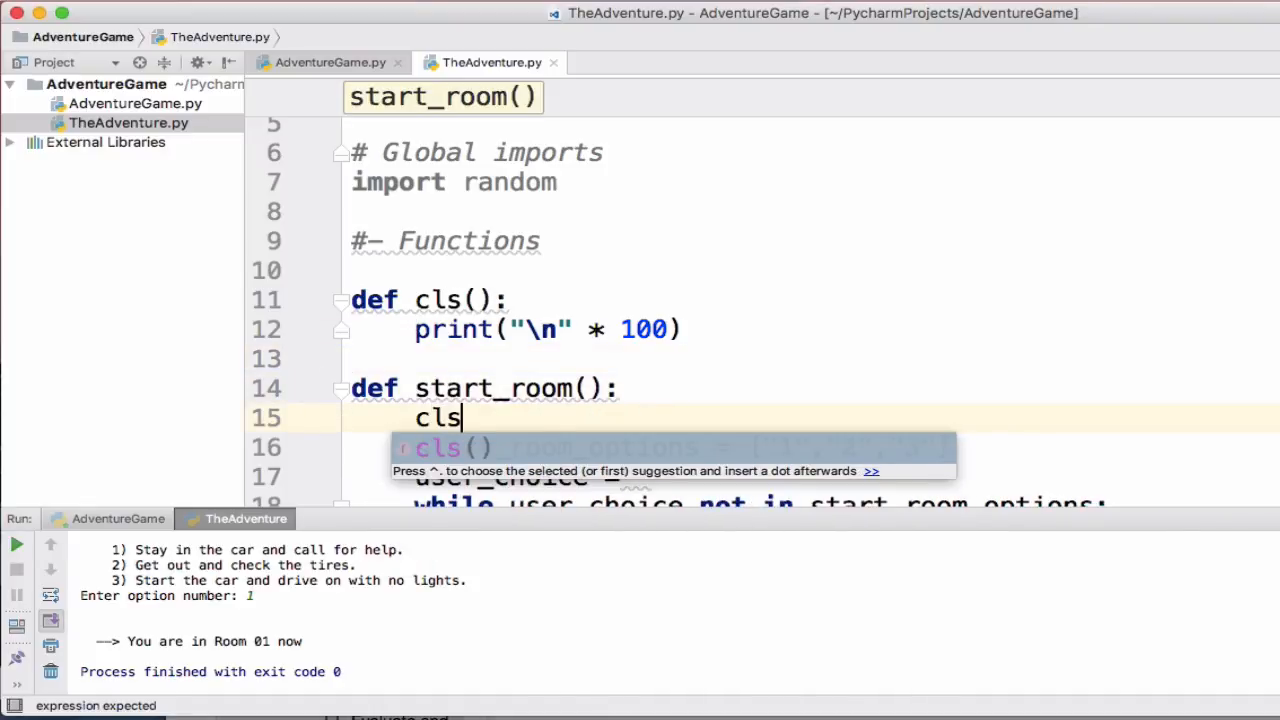 TheAdventure.py - AdventureGame - [~/PycharmProjects/AdventureGame]
AdventureGame TheAdventure.py
Project AdventureGame.py TheAdventure.py
AdventureGame ~/Pycharm
AdventureGame.py
TheAdventure.py
External Libraries
start_room()
5
6 # Global imports
7 import random
8
9 #- Functions
10
11 def cls():
12 print("\n" * 100)
13
14 def start_room():
15 cls
16 cls() _room_options = ["1","2","3"]
Press ^. to choose the selected (or first) suggestion and insert a dot afterwards >>
17 user_choice =
18 while user_choice not in start_room_options:
Run: AdventureGame TheAdventure
1) Stay in the car and call for help.
2) Get out and check the tires.
3) Start the car and drive on with no lights.
Enter option number: 1
--> You are in Room 01 now
Process finished with exit code 0
>>
expression expected
Evaluate and